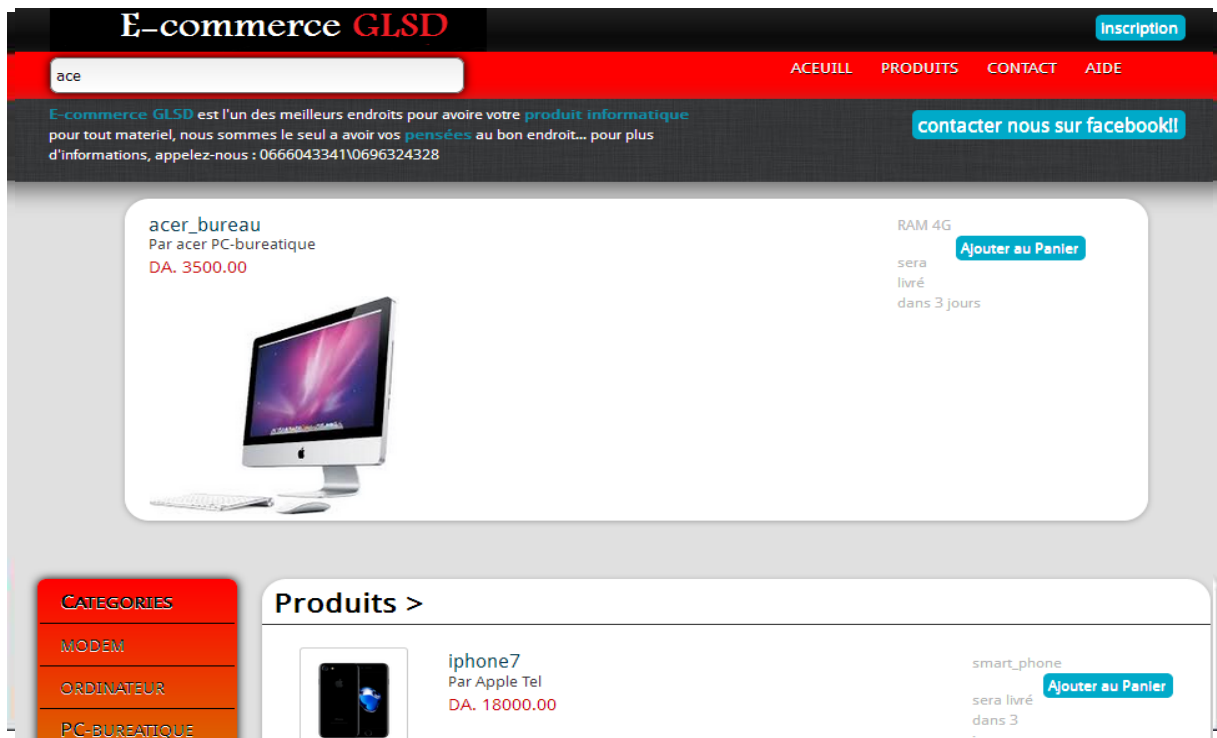 E-commerce GLSD
Inscription
ace
ACEUILL PRODUITS CONTACT AIDE
E-commerce GLSD est l'un des meilleurs endroits pour avoire votre produit informatique
pour tout materiel, nous sommes le seul a avoir vos pensées au bon endroit... pour plus
d'informations, appelez-nous : 0666043341\0696324328
contacter nous sur facebook!!
acer_bureau
Par acer PC-bureatique
DA. 3500.00
RAM 4G
Ajouter au Panier
sera
livré
dans 3 jours
CATEGORIES
MODEM
ORDINATEUR
PC-BUREATIQUE
Produits >
iphone7
Par Apple Tel
DA. 18000.00
smart_phone
Ajouter au Panier
sera livré
dans 3